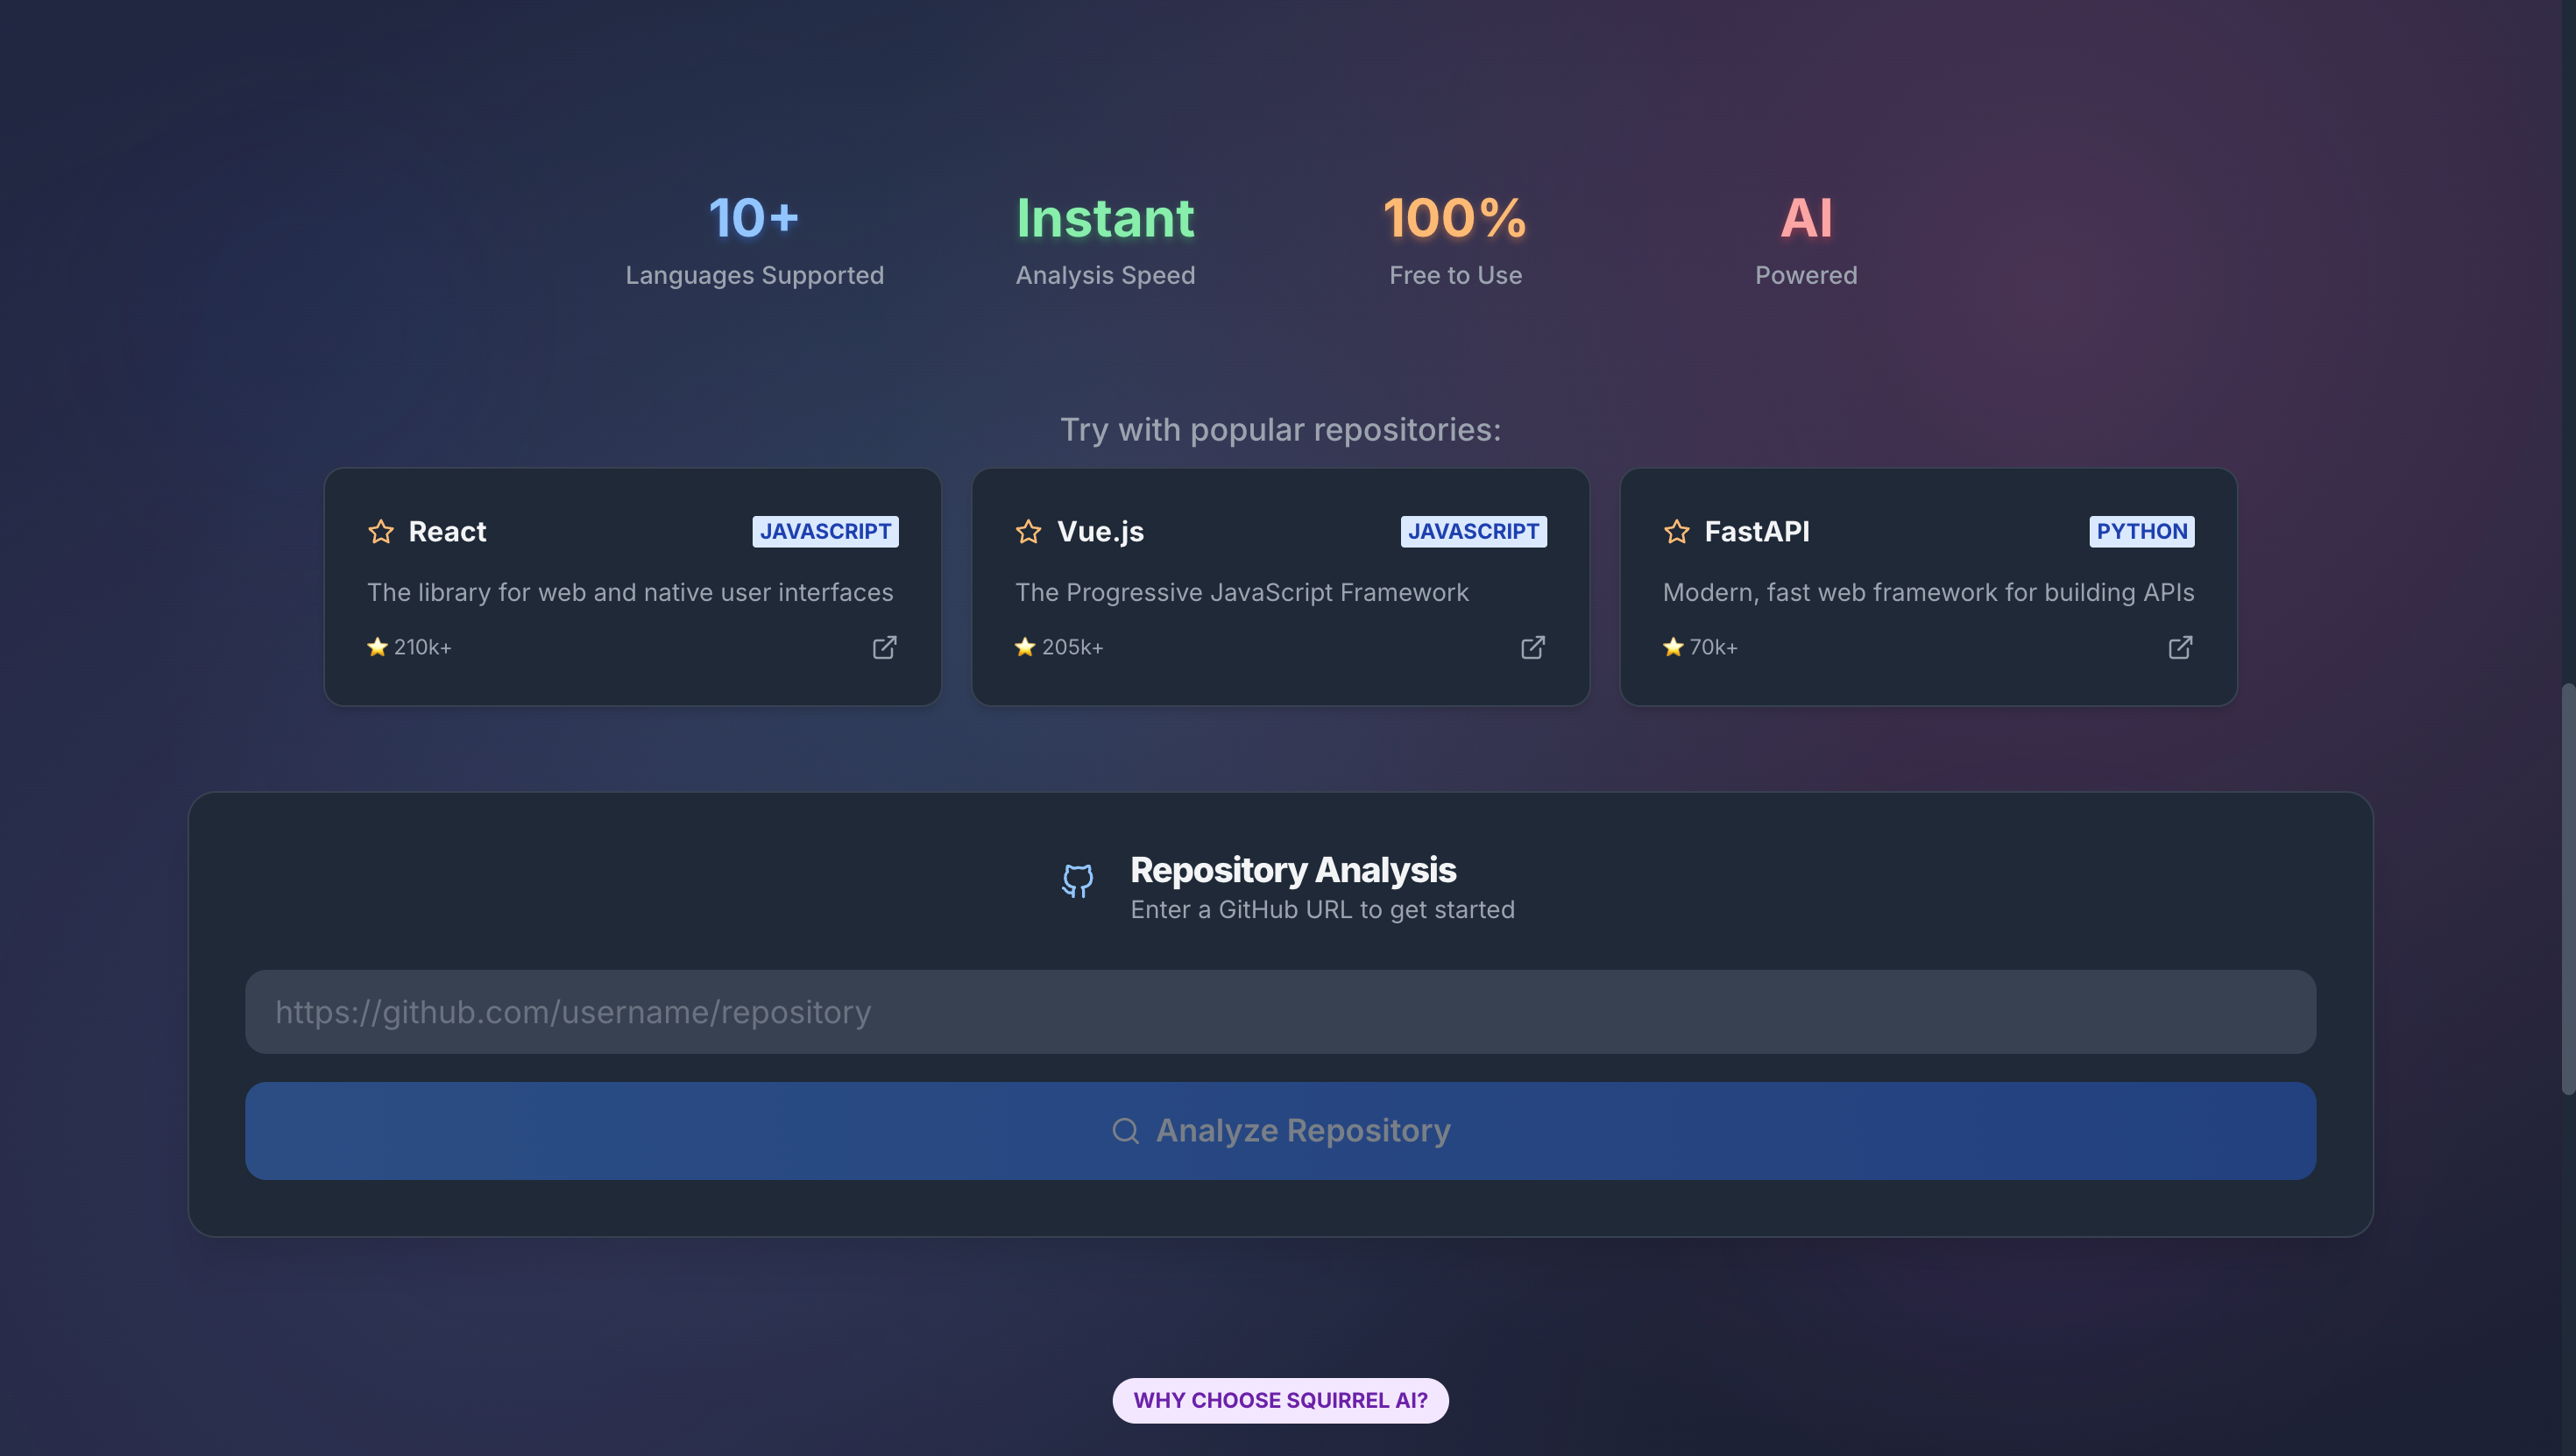 10+
Languages Supported
Instant
Analysis Speed
100%
Free to Use
AI
Powered
Try with popular repositories:
React
JAVASCRIPT
The library for web and native user interfaces
210k+
Vue.js
JAVASCRIPT
The Progressive JavaScript Framework
205k+
FastAPI
PYTHON
Modern, fast web framework for building APIs
70k+
Repository Analysis
Enter a GitHub URL to get started
https://github.com/username/repository
Analyze Repository
WHY CHOOSE SQUIRREL AI?